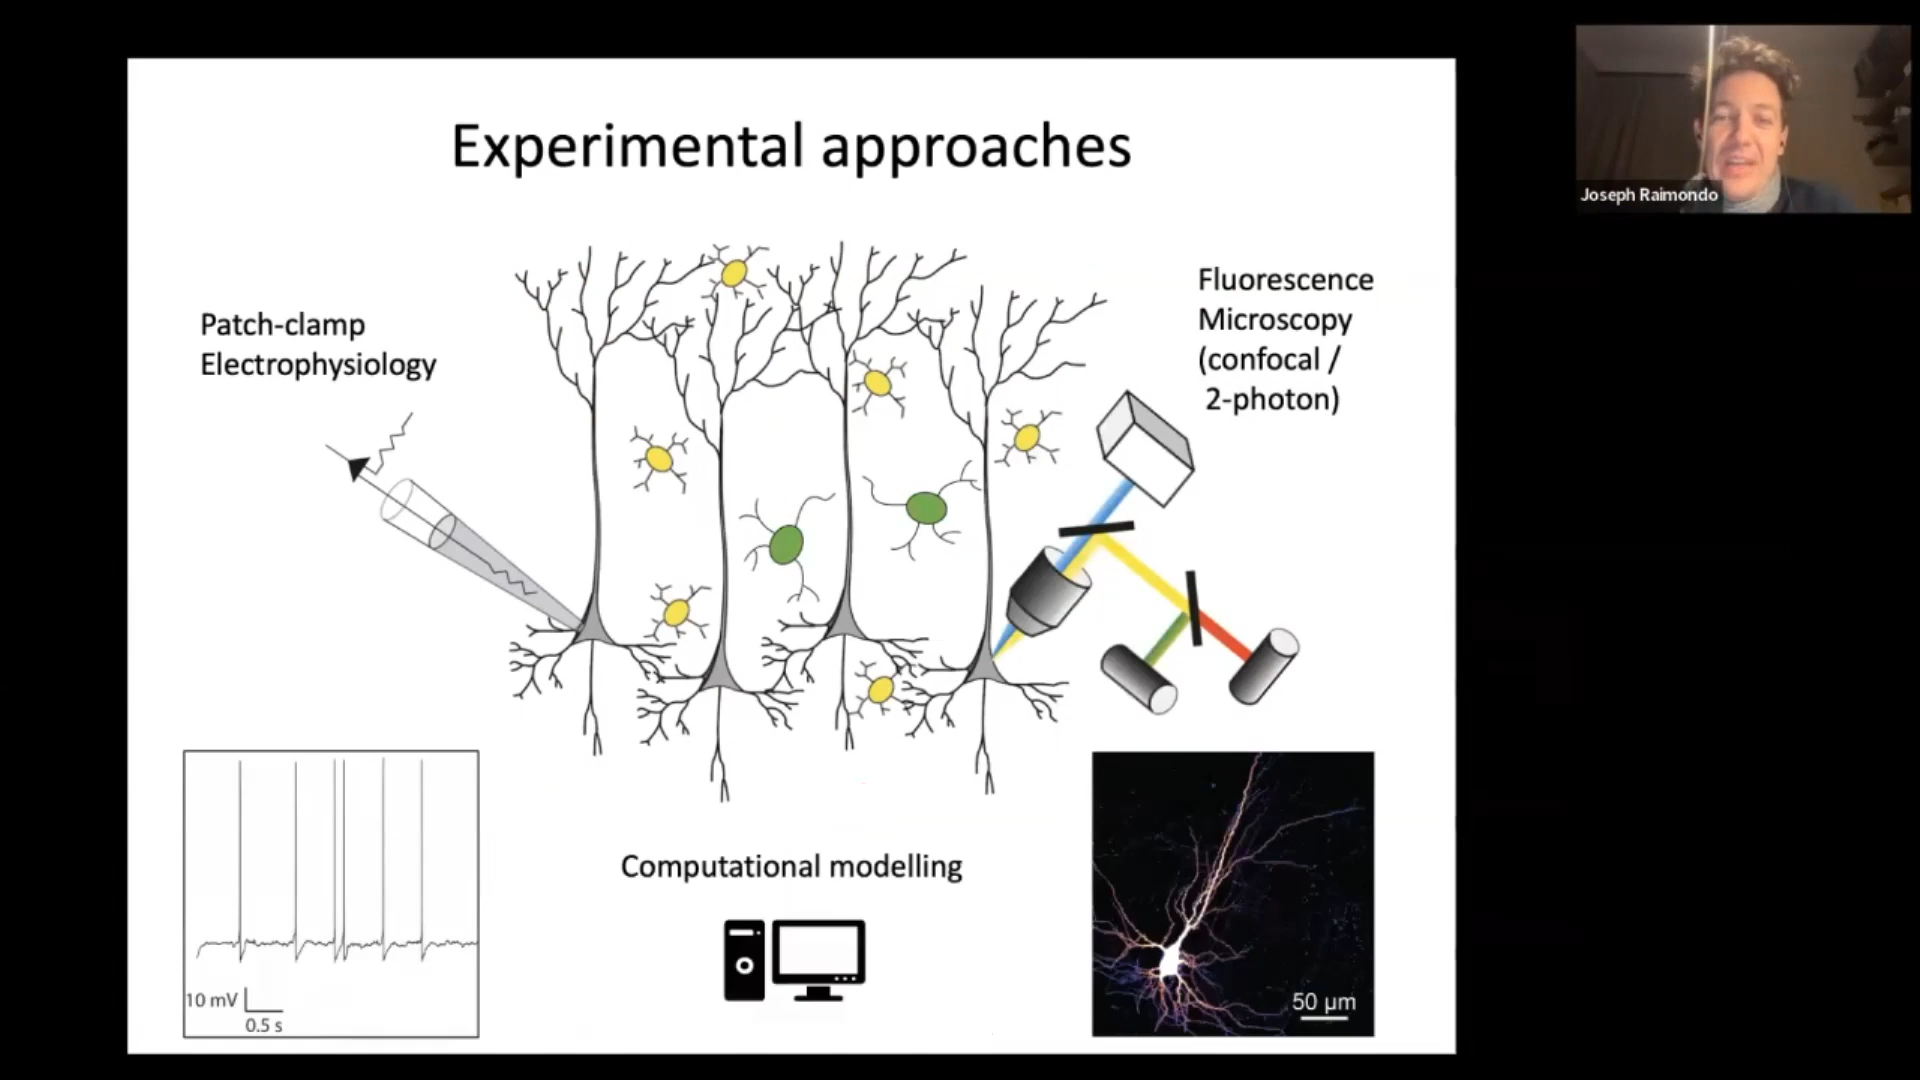 Experimental approaches
Patch-clamp
Electrophysiology
Fluorescence
Microscopy
(confocal /
2-photon)
Computational modelling
10 mV
0.5 s
50 µm
Joseph Raimondo